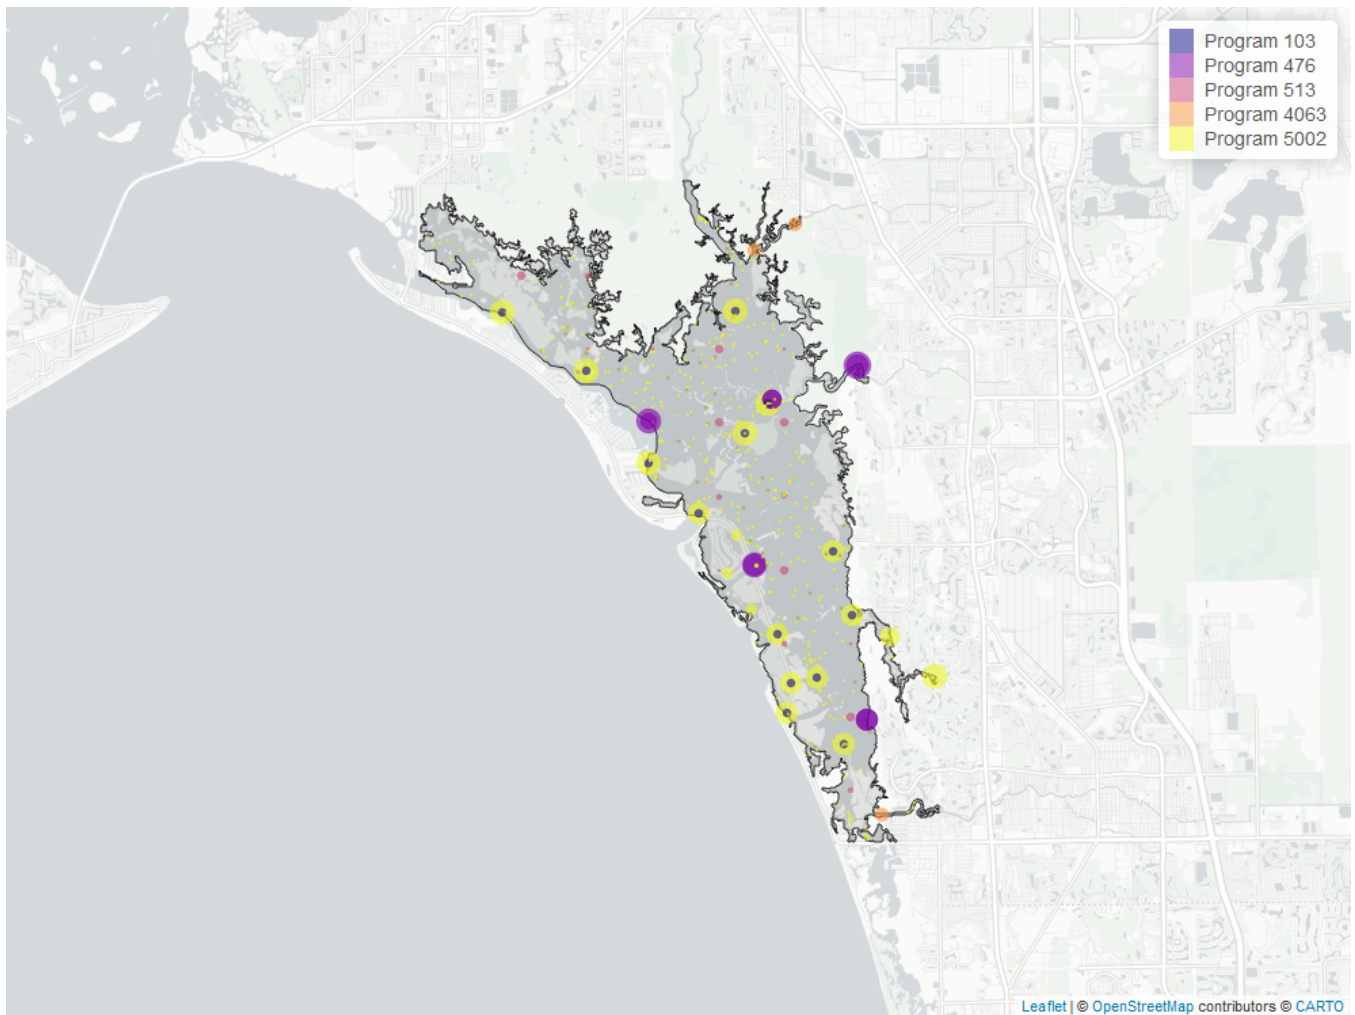 Program 103
Program 476
Program 513
Program 4063
Program 5002
Leaflet | © OpenStreetMap contributors © CARTO